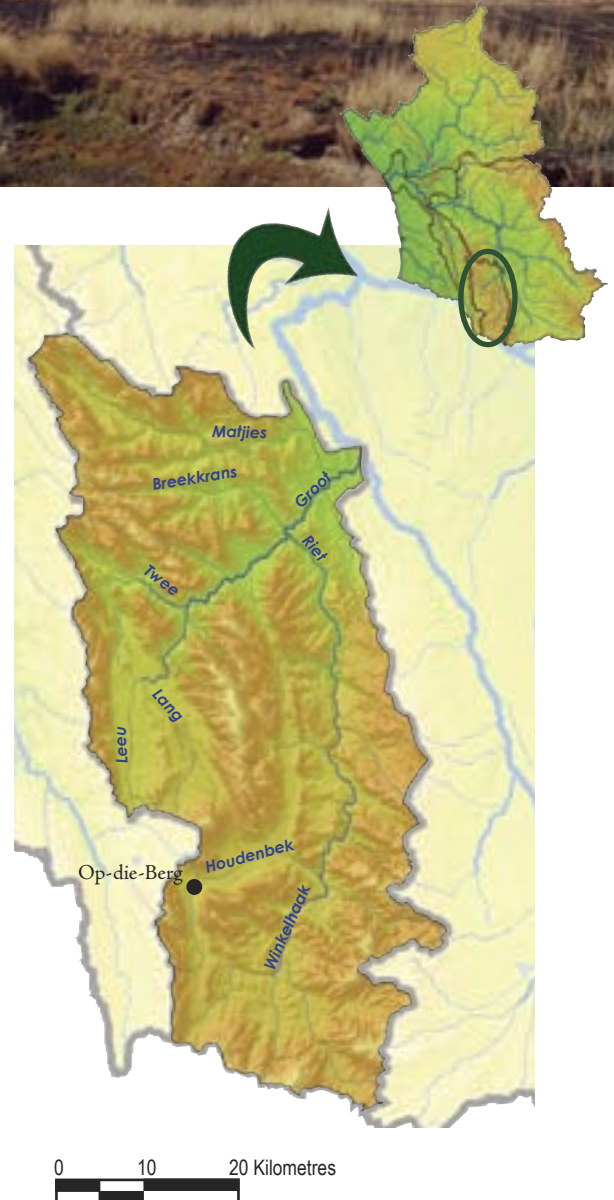 Matjies
Breekkrans
Groot
Riet
Twee
Lang
Leeu
Houdenbek
Op-die-Berg
Winkelhaak
0 10 20 Kilometres